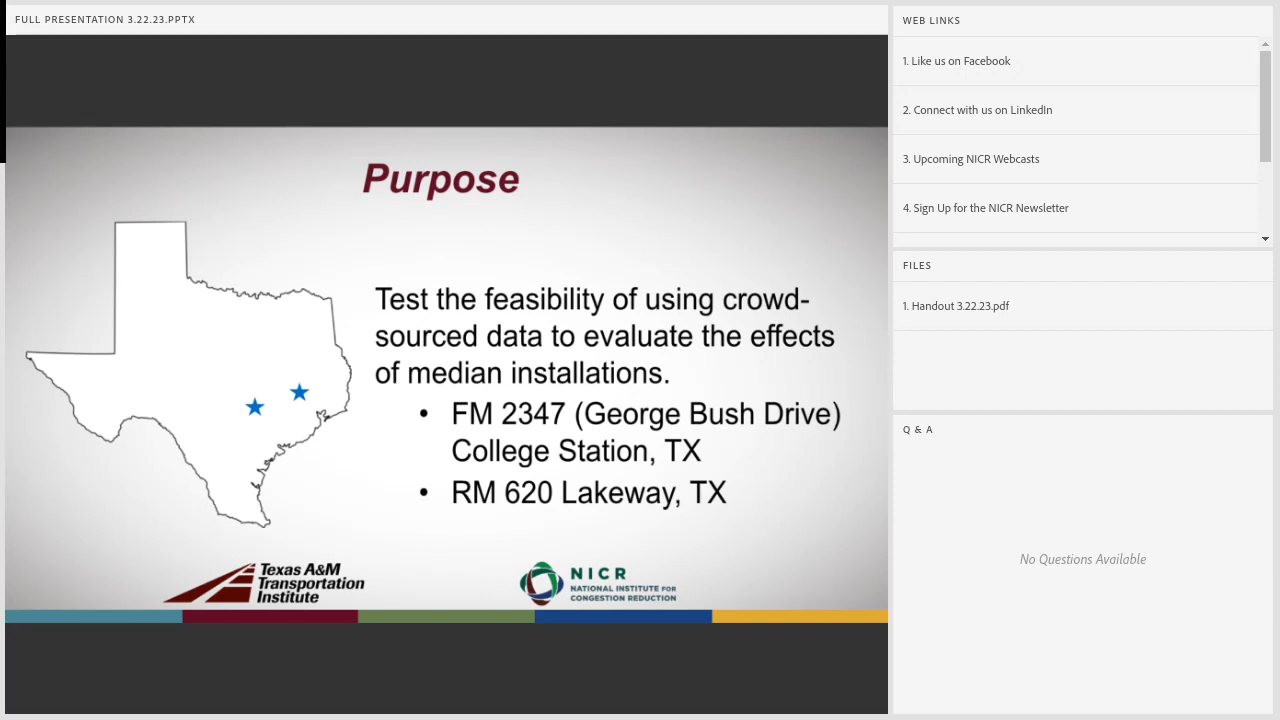 FULL PRESENTATION 3.22.23.PPTX
Purpose
Test the feasibility of using crowd-
sourced data to evaluate the effects
of median installations.
• FM 2347 (George Bush Drive)
College Station, TX
• RM 620 Lakeway, TX
Texas A&M
Transportation
Institute
NICR
NATIONAL INSTITUTE FOR
CONGESTION REDUCTION
WEB LINKS
1. Like us on Facebook
2. Connect with us on LinkedIn
3. Upcoming NICR Webcasts
4. Sign Up for the NICR Newsletter
FILES
1. Handout 3.22.23.pdf
Q & A
No Questions Available